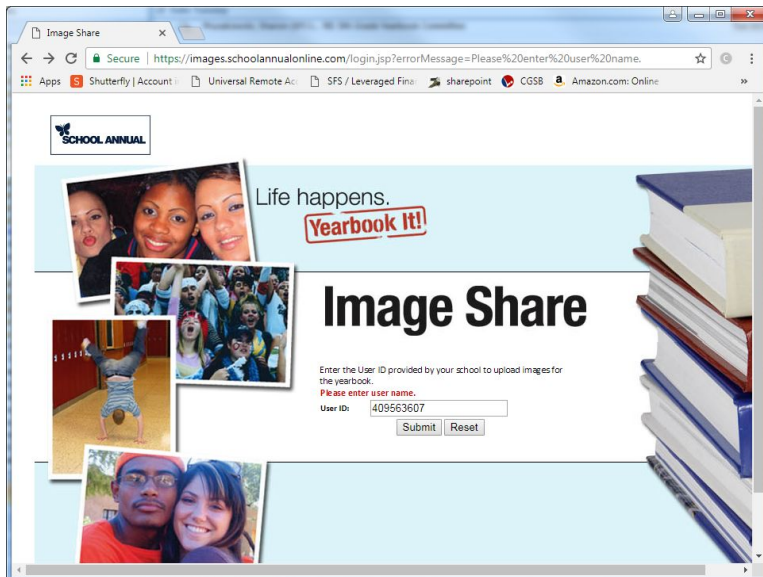 Image Share
Secure
https://images.schoolannualonline.com/login.jsp?errorMessage=Please%20enter%20user%20name.
Apps
Shutterfly | Account
Universal Remote
SFS / Leveraged
sharepoint
CGSB
Amazon.com: Online
SCHOOL ANNUAL
Life happens.
Yearbook It!
Image Share
Enter the User ID provided by your school to upload images for
the yearbook.
Please enter user name.
User ID: 409563607
Submit Reset